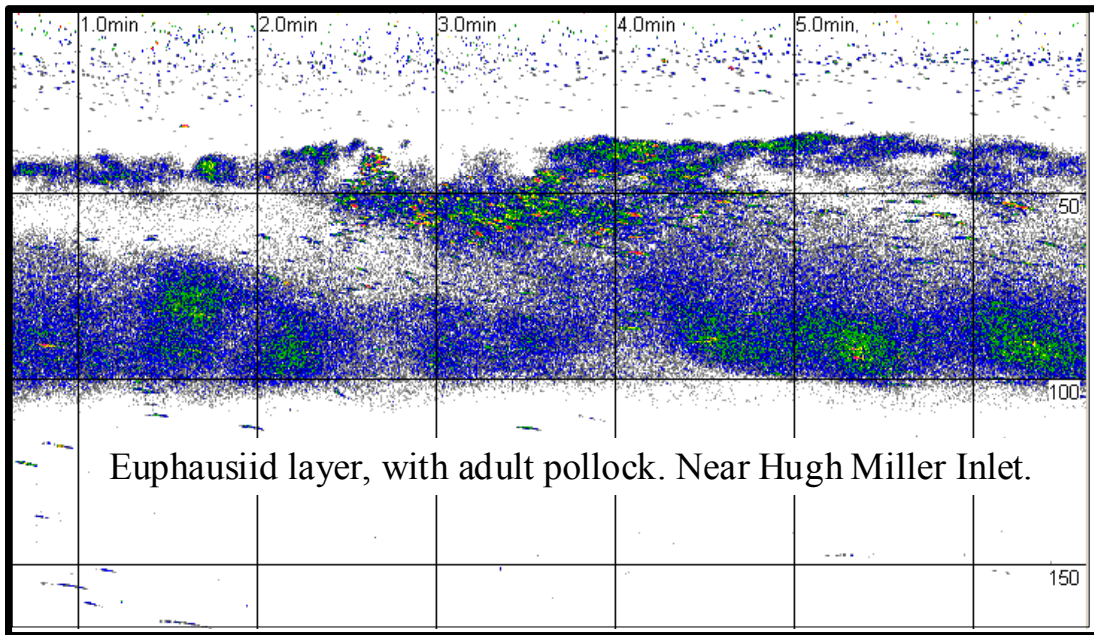 1.0min 2.0min 3.0min 4.0min 5.0min
50
100
Euphausiid layer, with adult pollock. Near Hugh Miller Inlet.
150